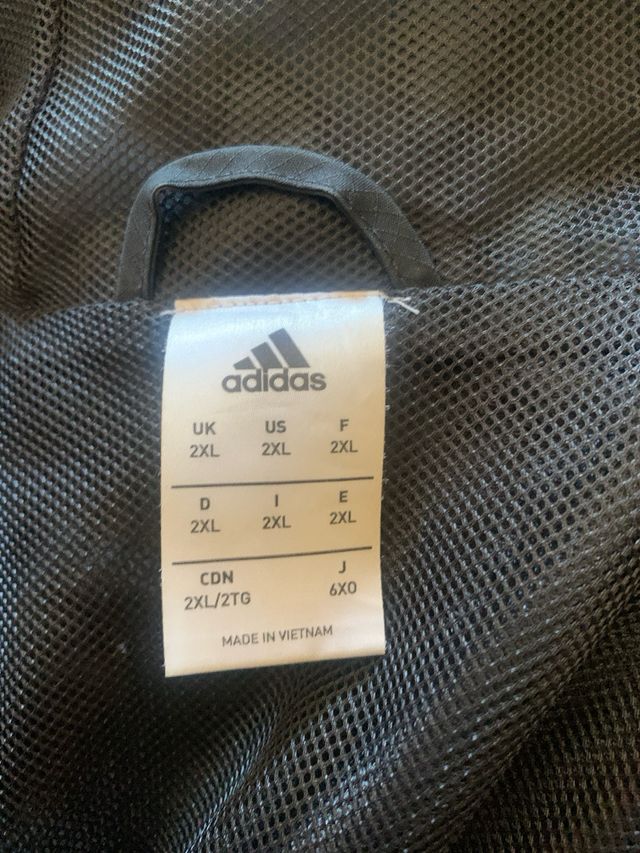 adidas
UK US F
2XL 2XL 2XL
D I E
2XL 2XL 2XL
CDN J
2XL/2TG 6XO
MADE IN VIETNAM